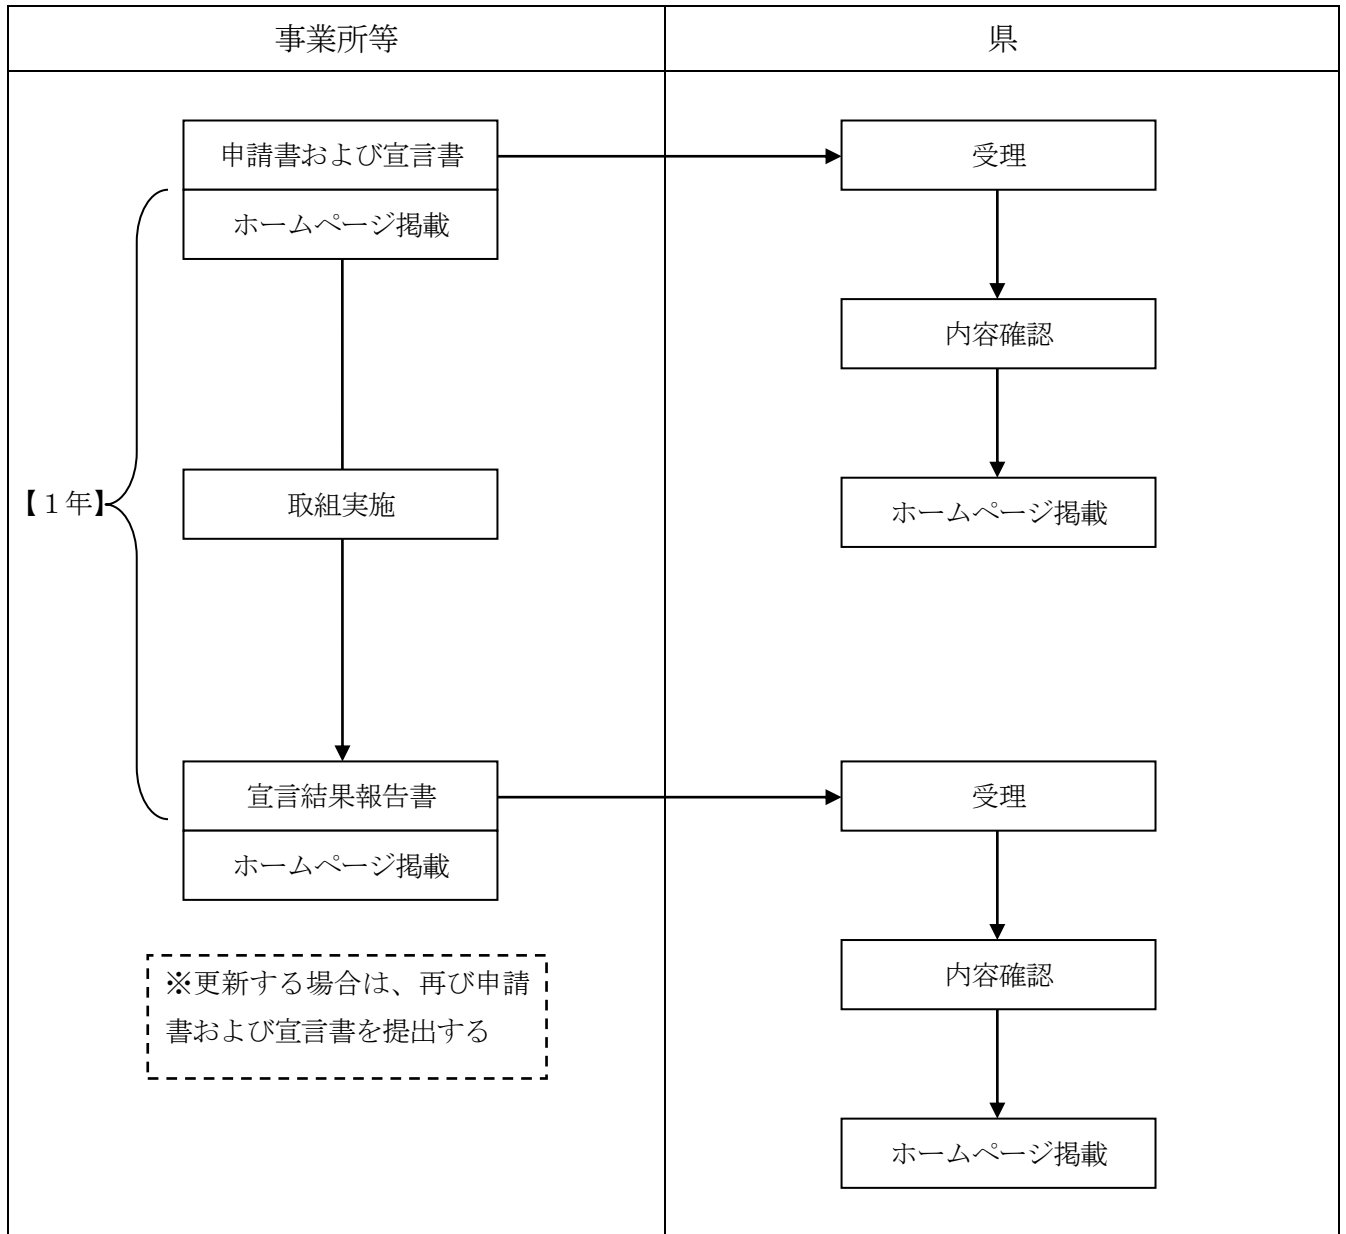 事業所等
県
申請書および宣言書
受理
ホームページ掲載
内容確認
【１年】
取組実施
ホームページ掲載
宣言結果報告書
受理
ホームページ掲載
※更新する場合は、再び申請
書および宣言書を提出する
内容確認
ホームページ掲載